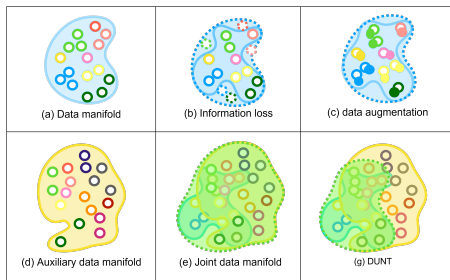 (a) Data manifold
(b) Information loss
(c) data augmentation
(d) Auxiliary data manifold
(e) Joint data manifold
(g) DUNT